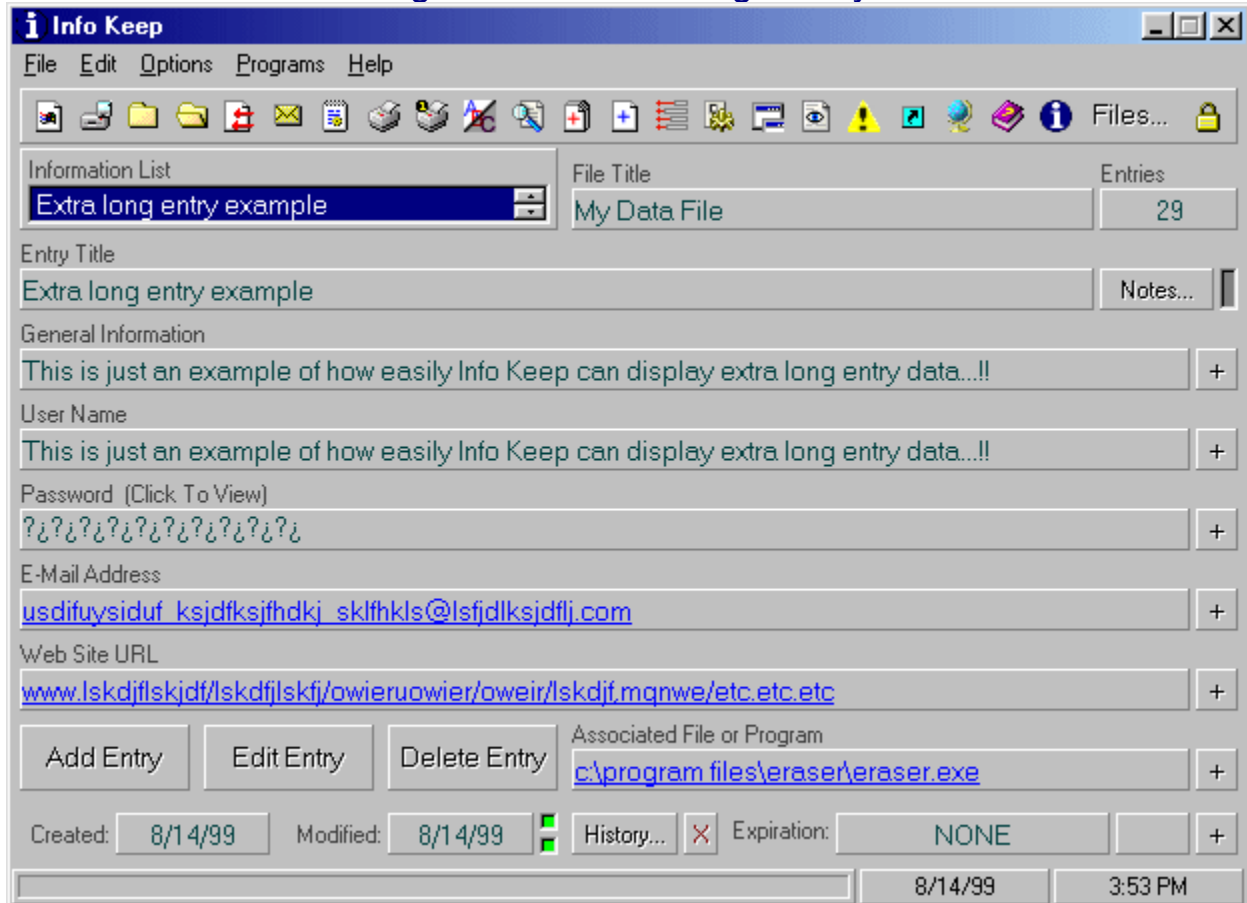 Info Keep
File Edit Options Programs Help
Files...
Information List
File Title
Entries
Extra long entry example
My Data File
29
Entry Title
Extra long entry example
Notes...
General Information
This is just an example of how easily Info Keep can display extra long entry data...!!
+
User Name
This is just an example of how easily Info Keep can display extra long entry data...!!
+
Password (Click To View)
?¿?¿?¿?¿?¿?¿?¿?¿?¿?¿
+
E-Mail Address
usdifuysiduf_ksjdfksjfhdkj_sklfhkls@lsfjdlksjdflj.com
+
Web Site URL
www.lskdjflskjdf/lskdfjlskfj/owieruowier/oweir/lskdjf,mqnwe/etc.etc.etc
+
Add Entry
Edit Entry
Delete Entry
Associated File or Program
c:\program files\eraser\eraser.exe
+
Created: 8/14/99 Modified: 8/14/99 History... X Expiration: NONE +
8/14/99 3:53 PM